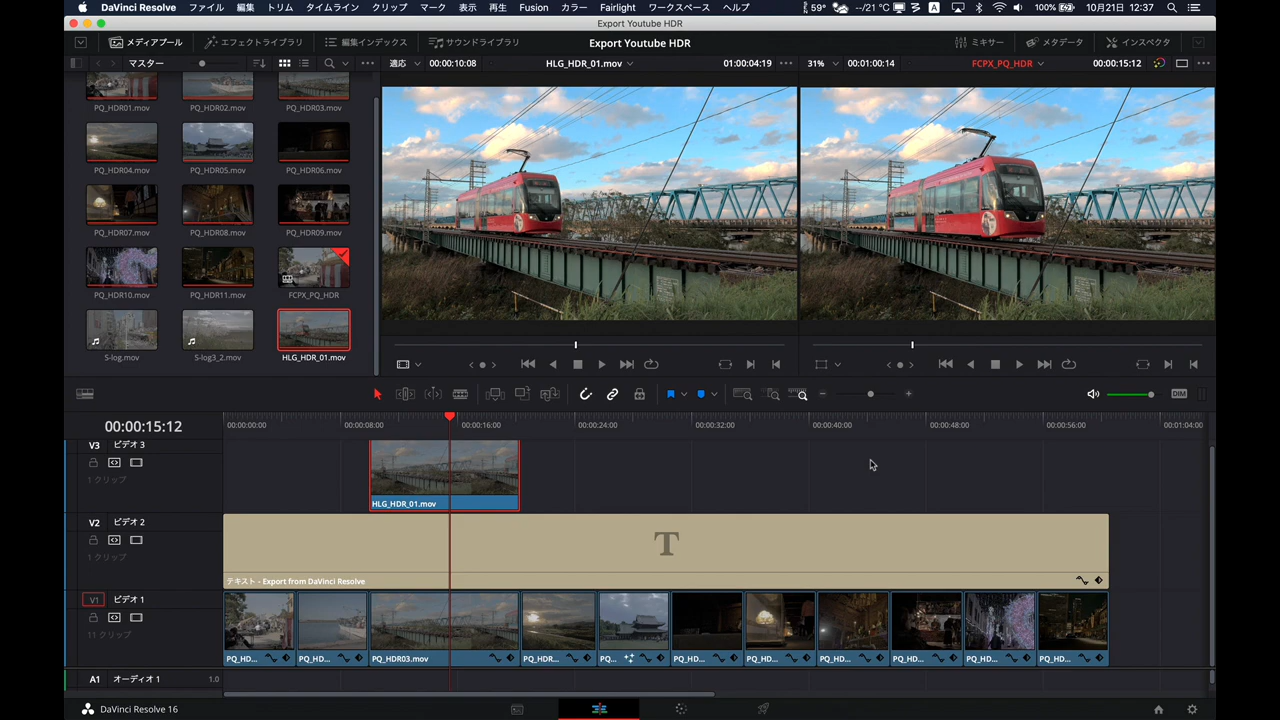 DaVinci Resolve ファイル 編集 トリム タイムライン クリップ マーク 表示 再生 Fusion カラー Fairlight ワークスペース ヘルプ 59° --/21 °C A 100% 10月21日 12:37
Export Youtube HDR
メディアプール エフェクトライブラリ 編集インデックス サウンドライブラリ Export Youtube HDR ミキサー メタデータ インスペクタ
マスター 適応 00:00:10:08 HLG_HDR_01.mov 01:00:04:19 31% 00:01:00:14 FCPX_PQ_HDR 00:00:15:12
PQ_HDR01.mov PQ_HDR02.mov PQ_HDR03.mov
PQ_HDR04.mov PQ_HDR05.mov PQ_HDR06.mov
PQ_HDR07.mov PQ_HDR08.mov PQ_HDR09.mov
PQ_HDR10.mov PQ_HDR11.mov FCPX_PQ_HDR
S-log.mov S-log3_2.mov HLG_HDR_01.mov
DIM
00:00:15:12 00:00:00:00 00:00:08:00 00:00:16:00 00:00:24:00 00:00:32:00 00:00:40:00 00:00:48:00 00:00:56:00 00:01:04:00
V3 ビデオ 3
1 クリップ
HLG_HDR_01.mov
V2 ビデオ 2
T
1 クリップ
テキスト - Export from DaVinci Resolve
V1 ビデオ 1
11 クリップ
PQ_HD... PQ_HD... PQ_HDR03.mov PQ_HDR... PQ... PQ_HD... PQ_HD... PQ_HD... PQ_HD... PQ_HD... PQ_HD...
A1 オーディオ 1 1.0
DaVinci Resolve 16